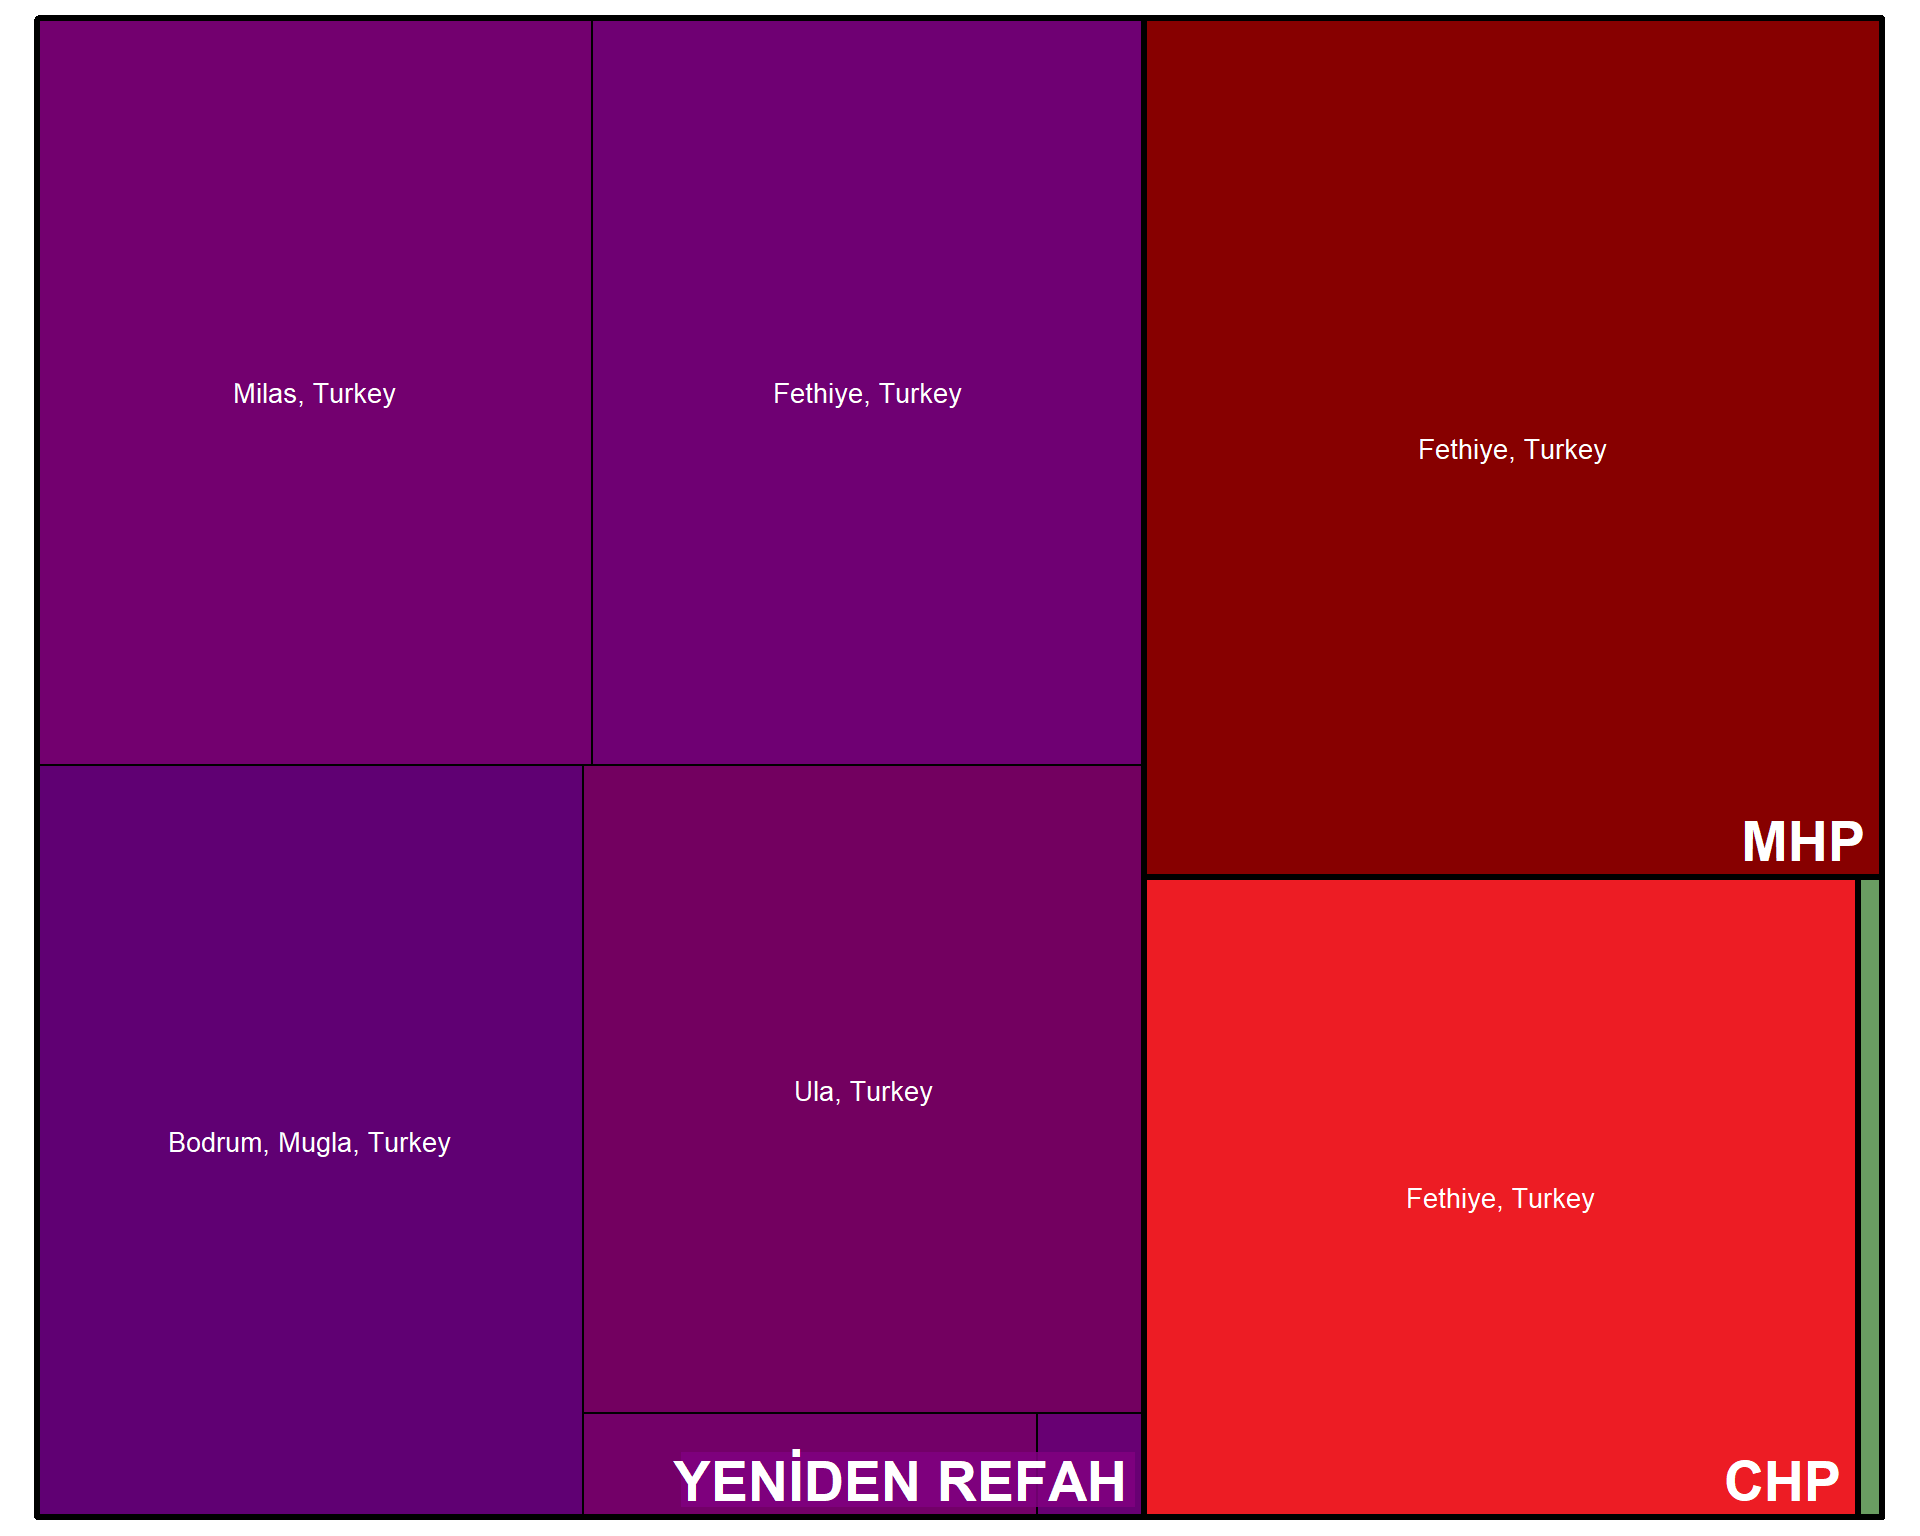 Milas, Turkey
Fethiye, Turkey
Fethiye, Turkey
MHP
Bodrum, Mugla, Turkey
Ula, Turkey
Fethiye, Turkey
YENİDEN REFAH
CHP